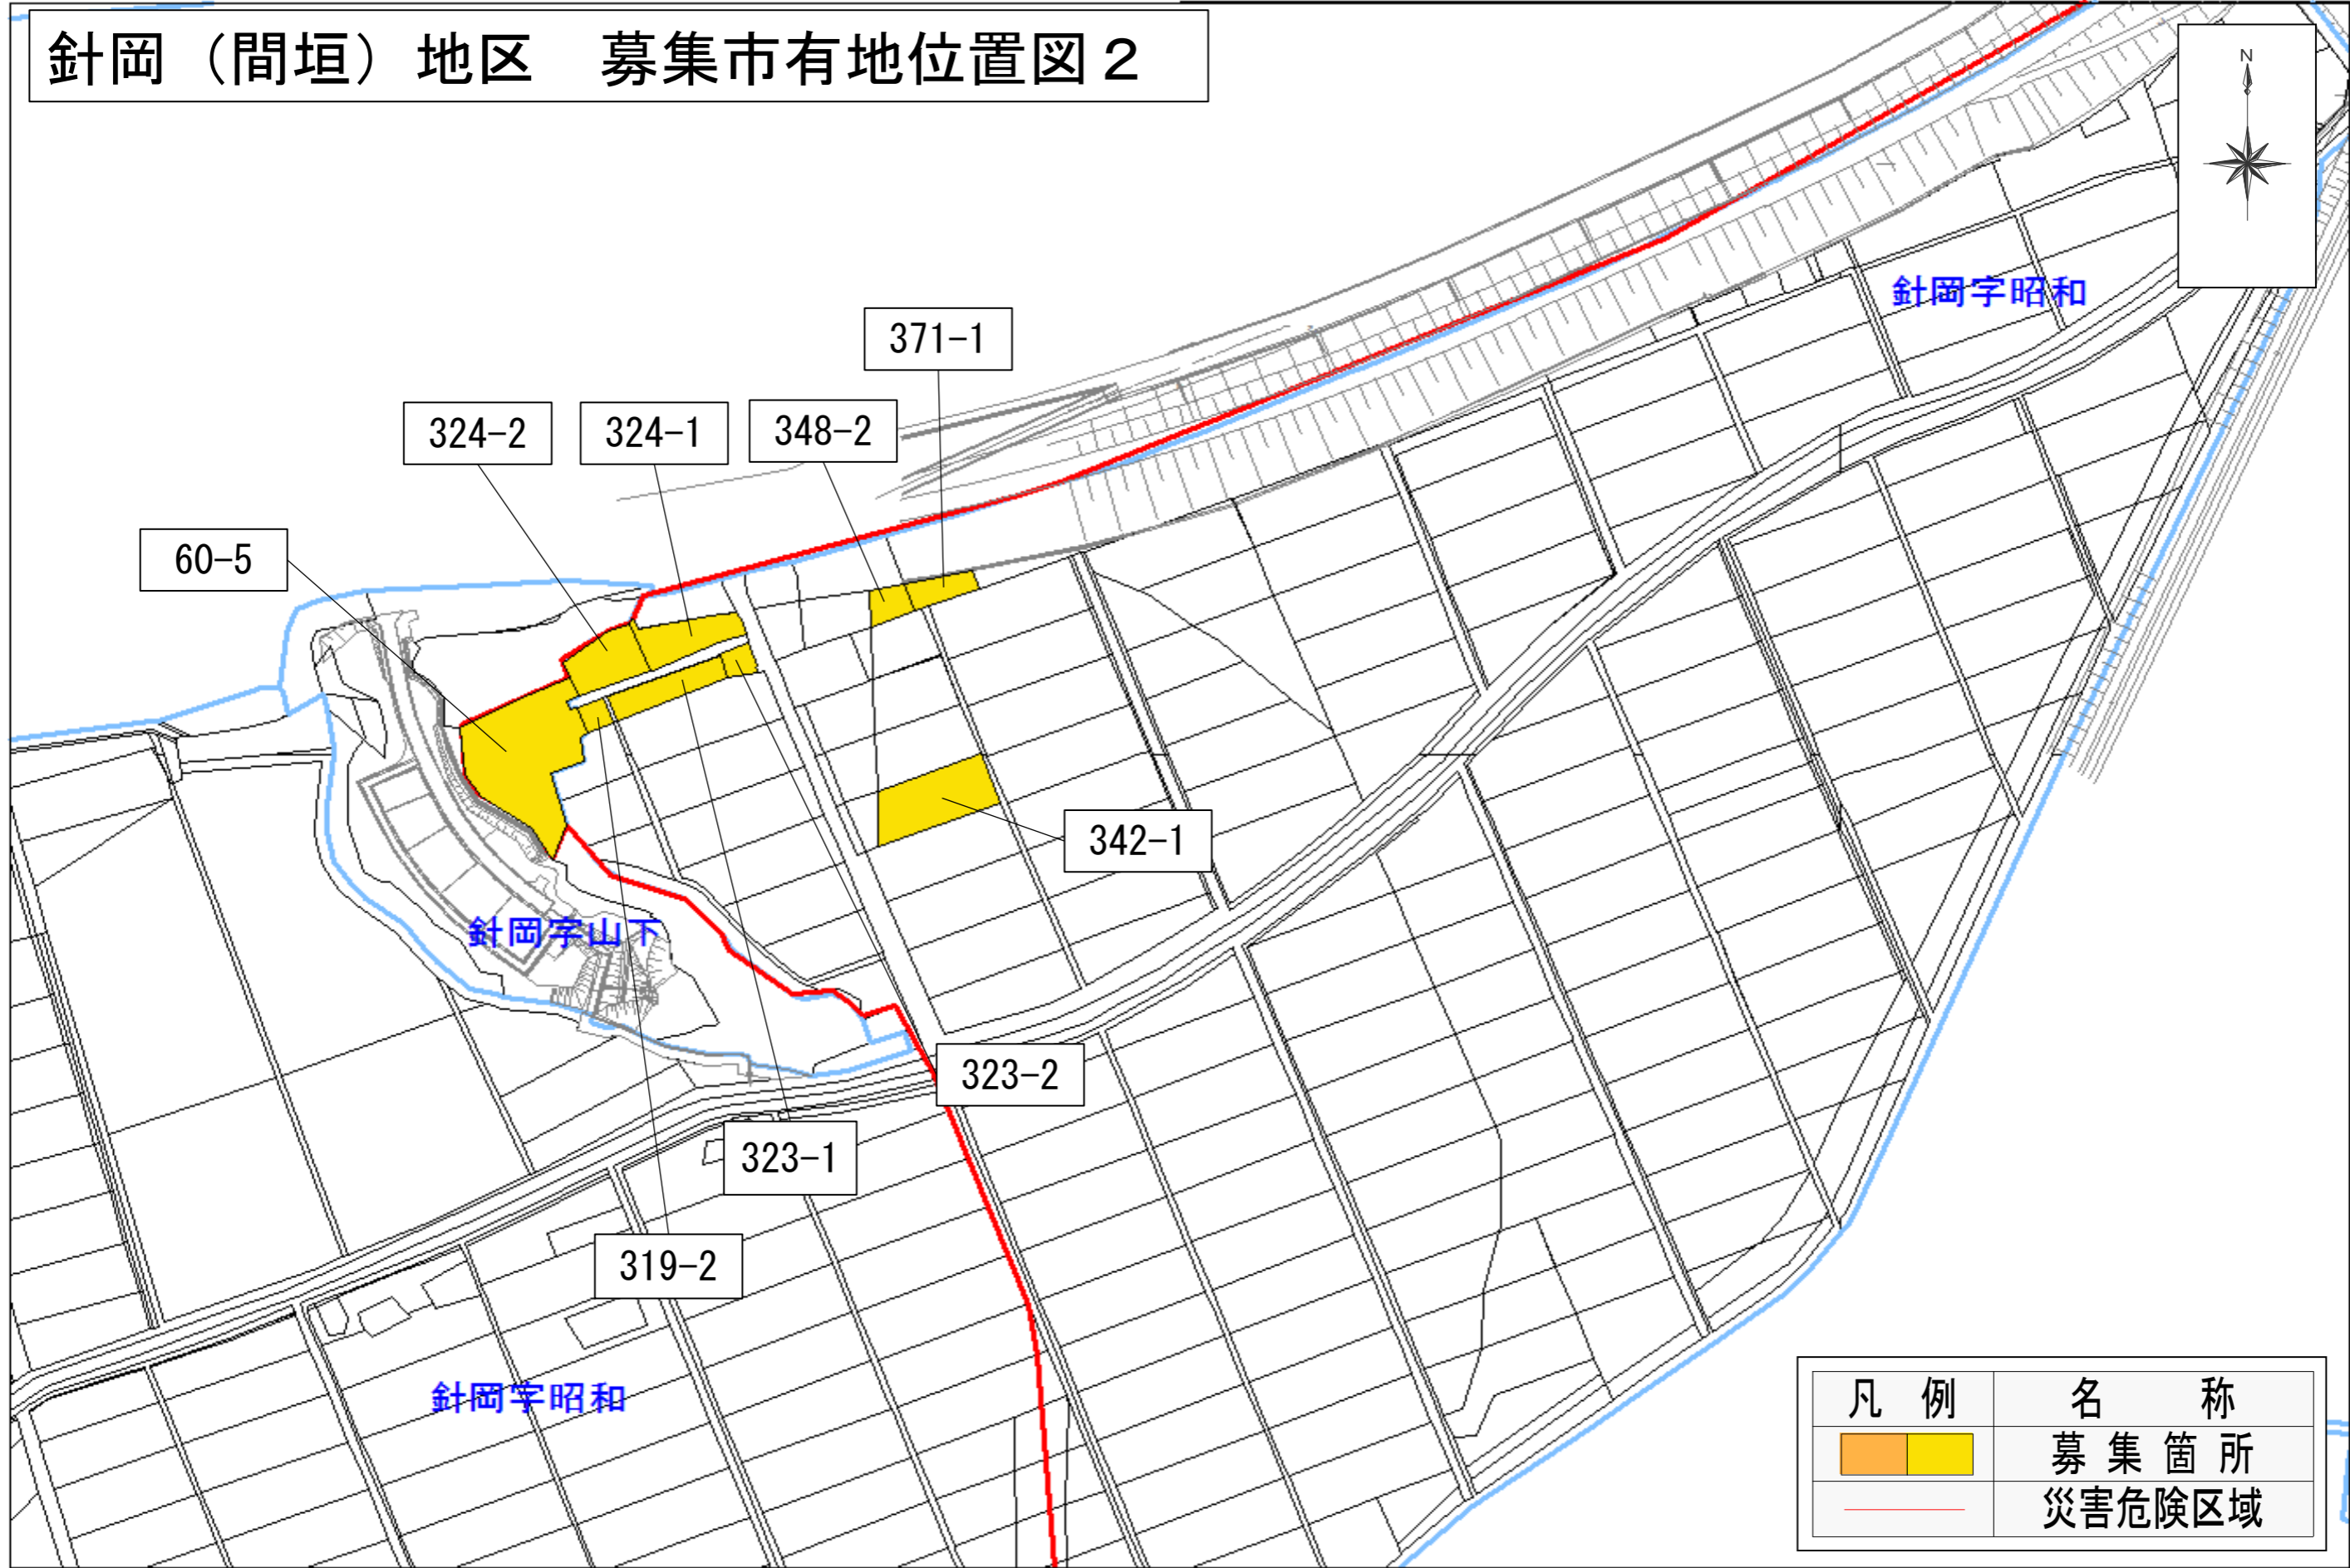 針岡（間垣）地区　募集市有地位置図２
N
針岡字昭和
371-1
324-2
324-1
348-2
60-5
342-1
針岡字山下
323-2
323-1
319-2
針岡字昭和
凡 例 名 称
募 集 箇 所
災害危険区域